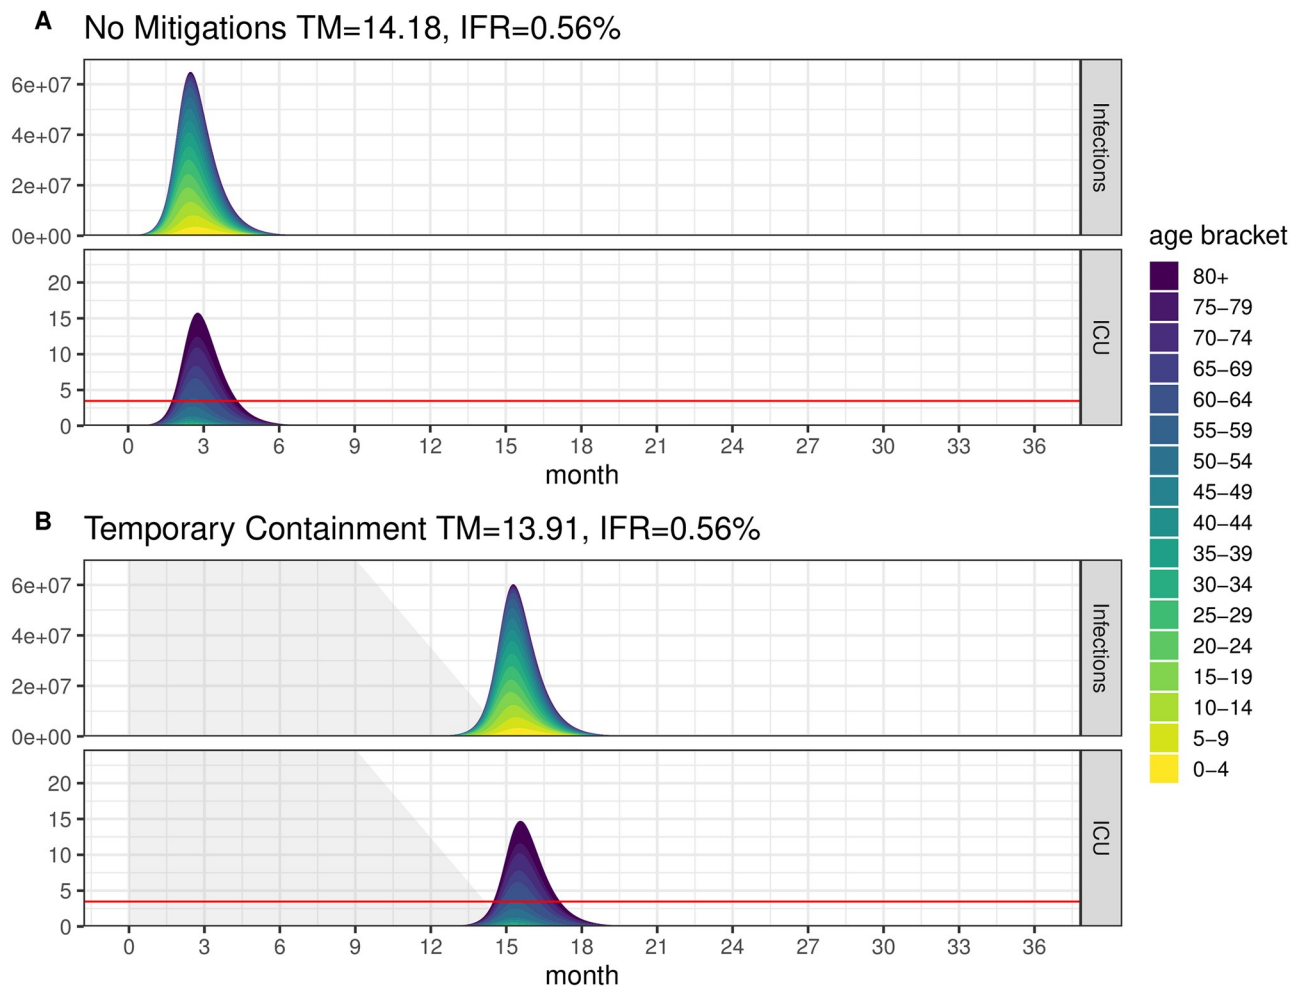 A No Mitigations TM=14.18, IFR=0.56%
6e+07
4e+07
2e+07
0e+00
Infections
20
15
10
5
0
ICU
0 3 6 9 12 15 18 21 24 27 30 33 36
month
B Temporary Containment TM=13.91, IFR=0.56%
6e+07
4e+07
2e+07
0e+00
Infections
20
15
10
5
0
ICU
0 3 6 9 12 15 18 21 24 27 30 33 36
month
age bracket
80+
75–79
70–74
65–69
60–64
55–59
50–54
45–49
40–44
35–39
30–34
25–29
20–24
15–19
10–14
5–9
0–4